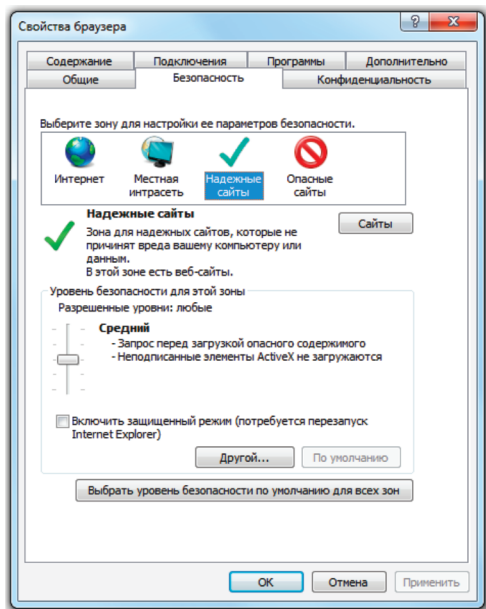 Свойства браузера
Содержание Подключения Программы Дополнительно
Общие Безопасность Конфиденциальность
Выберите зону для настройки ее параметров безопасности.
Интернет Местная интрасеть Надежные сайты Опасные сайты
Надежные сайты
Сайты
Зона для надежных сайтов, которые не
причинят вреда вашему компьютеру или
данным.
В этой зоне есть веб-сайты.
Уровень безопасности для этой зоны
Разрешенные уровни: любые
Средний
- Запрос перед загрузкой опасного содержимого
- Неподписанные элементы ActiveX не загружаются
Включить защищенный режим (потребуется перезапуск
Internet Explorer)
Другой... По умолчанию
Выбрать уровень безопасности по умолчанию для всех зон
ОК Отмена Применить